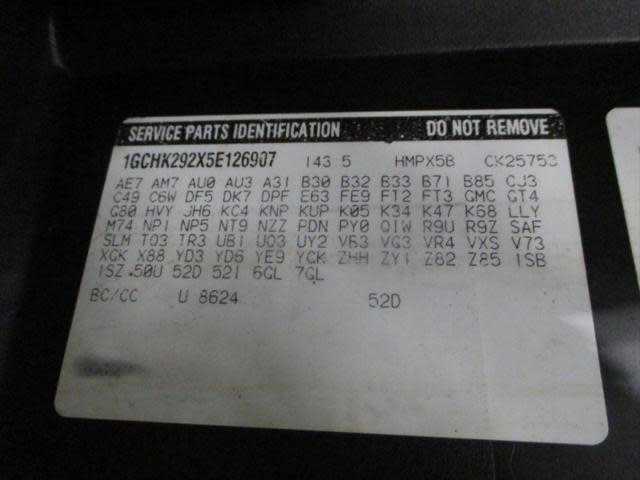 SERVICE PARTS IDENTIFICATION DO NOT REMOVE
1GCHK292X5E126907 143 5 HMPX5B CK25753
AE7 AM7 AU0 AU3 A31 B30 B32 B33 B71 B85 CJ3
C49 C6W DF5 DK7 DPF E63 FE9 F12 FT3 GMC GT4
G80 HVY JH6 KC4 KNP KUP K05 K34 K47 K68 LLY
M74 NP1 NP5 NT9 NZZ PDN PY0 Q1W R9U R9Z SAF
SLM TQ3 TR3 UB1 UQ3 UY2 V63 VG3 VR4 VXS V73
XGK X88 YD3 YD6 YE9 YCK ZHH ZY1 Z82 Z85 1SB
1SZ 50U 52D 52I 6GL 7GL
BC/CC U 8624 52D